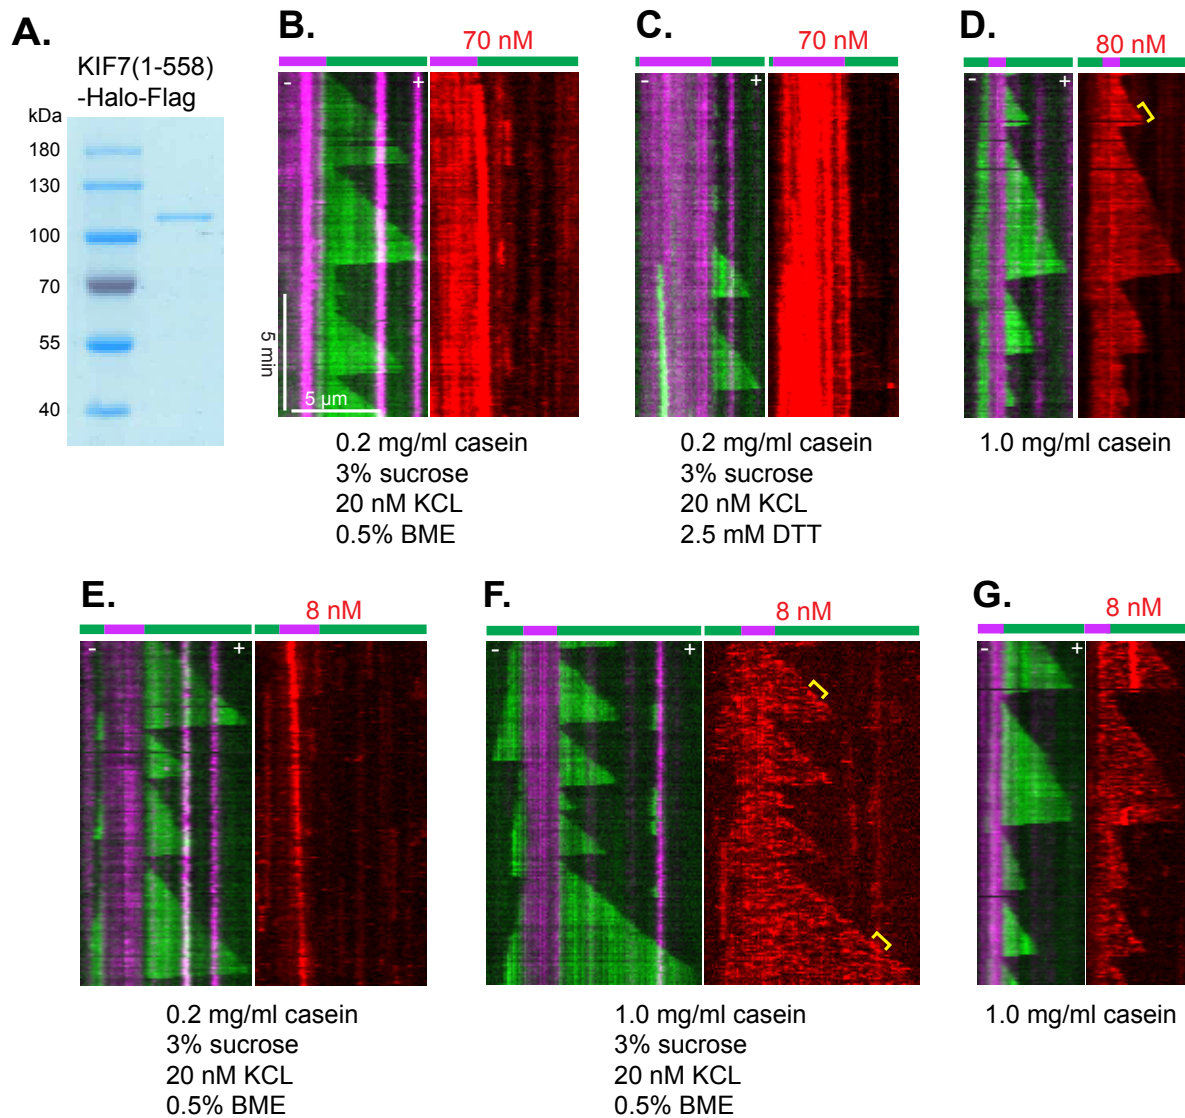 A.
KIF7(1-558)
-Halo-Flag
kDa
180
130
100
70
55
40
B.
70 nM
- +
5 min
5 µm
0.2 mg/ml casein
3% sucrose
20 nM KCL
0.5% BME
C.
70 nM
- +
0.2 mg/ml casein
3% sucrose
20 nM KCL
2.5 mM DTT
D.
80 nM
- +
1.0 mg/ml casein
E.
8 nM
- +
0.2 mg/ml casein
3% sucrose
20 nM KCL
0.5% BME
F.
8 nM
- +
1.0 mg/ml casein
3% sucrose
20 nM KCL
0.5% BME
G.
8 nM
- +
1.0 mg/ml casein